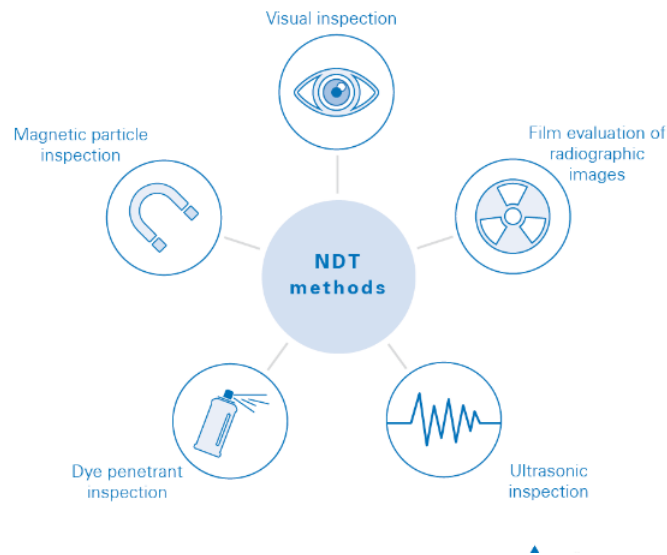 Visual inspection
Magnetic particle
inspection
Film evaluation of
radiographic
images
NDT
methods
Dye penetrant
inspection
Ultrasonic
inspection